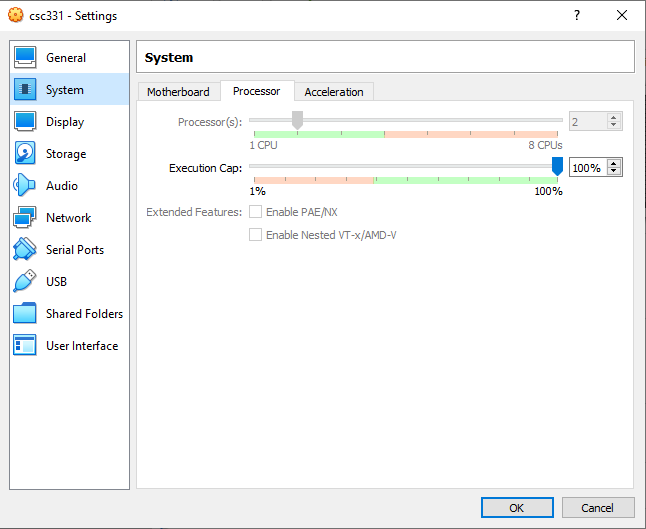 csc331 - Settings
?
General
System
Display
Storage
Audio
Network
Serial Ports
USB
Shared Folders
User Interface
System
Motherboard Processor Acceleration
Processor(s): 2
1 CPU 8 CPUs
Execution Cap: 100%
1% 100%
Extended Features: Enable PAE/NX
Enable Nested VT-x/AMD-V
OK Cancel